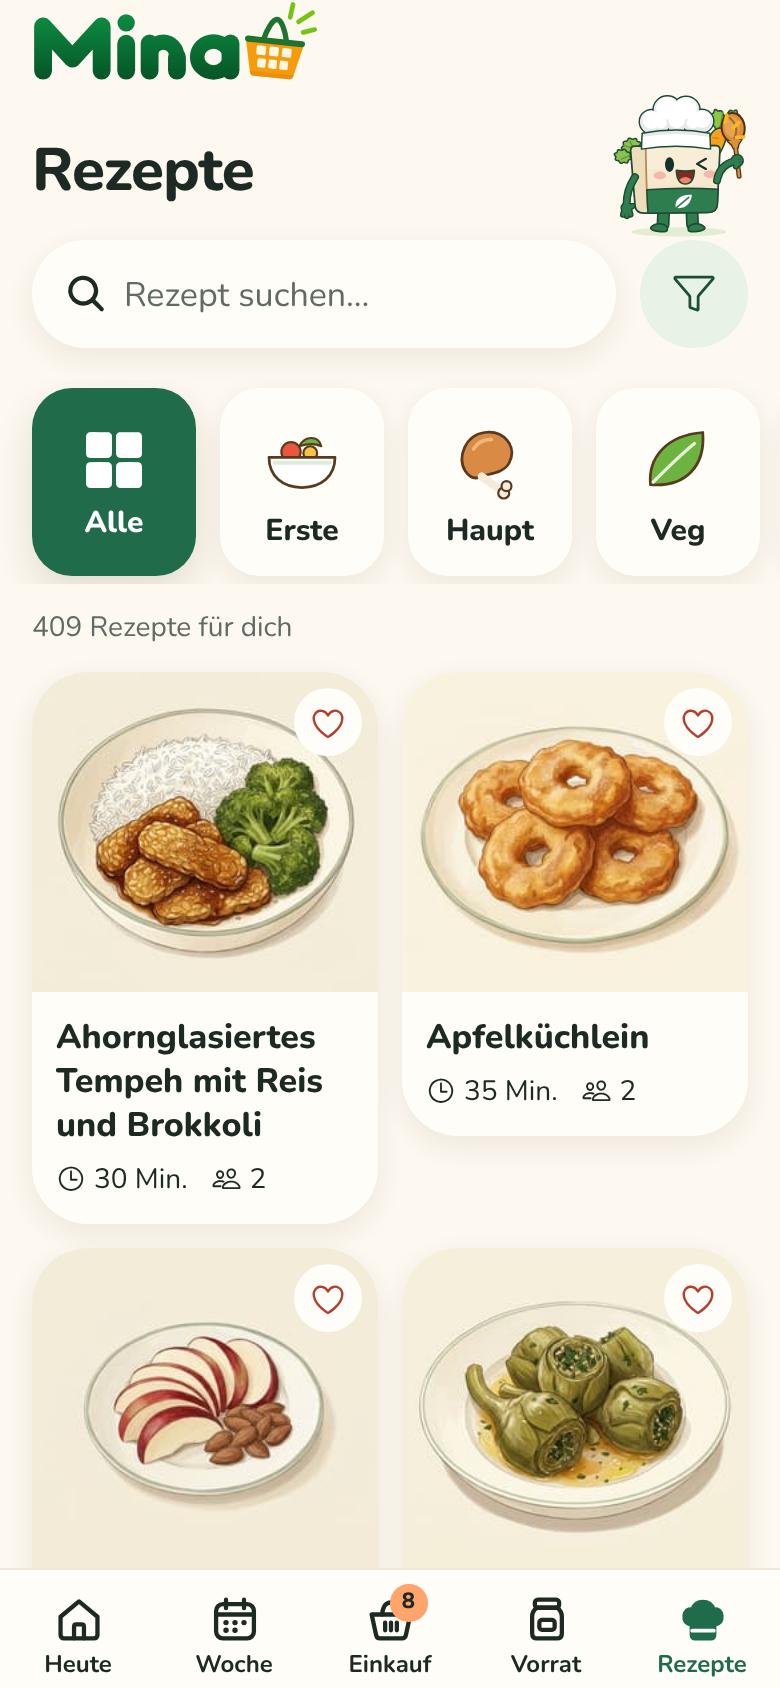 Mina
Rezepte
Rezept suchen...
Alle
Erste
Haupt
Veg
409 Rezepte für dich
Ahornglasiertes
Tempeh mit Reis
und Brokkoli
30 Min. 2
Apfelküchlein
35 Min. 2
8
Heute
Woche
Einkauf
Vorrat
Rezepte